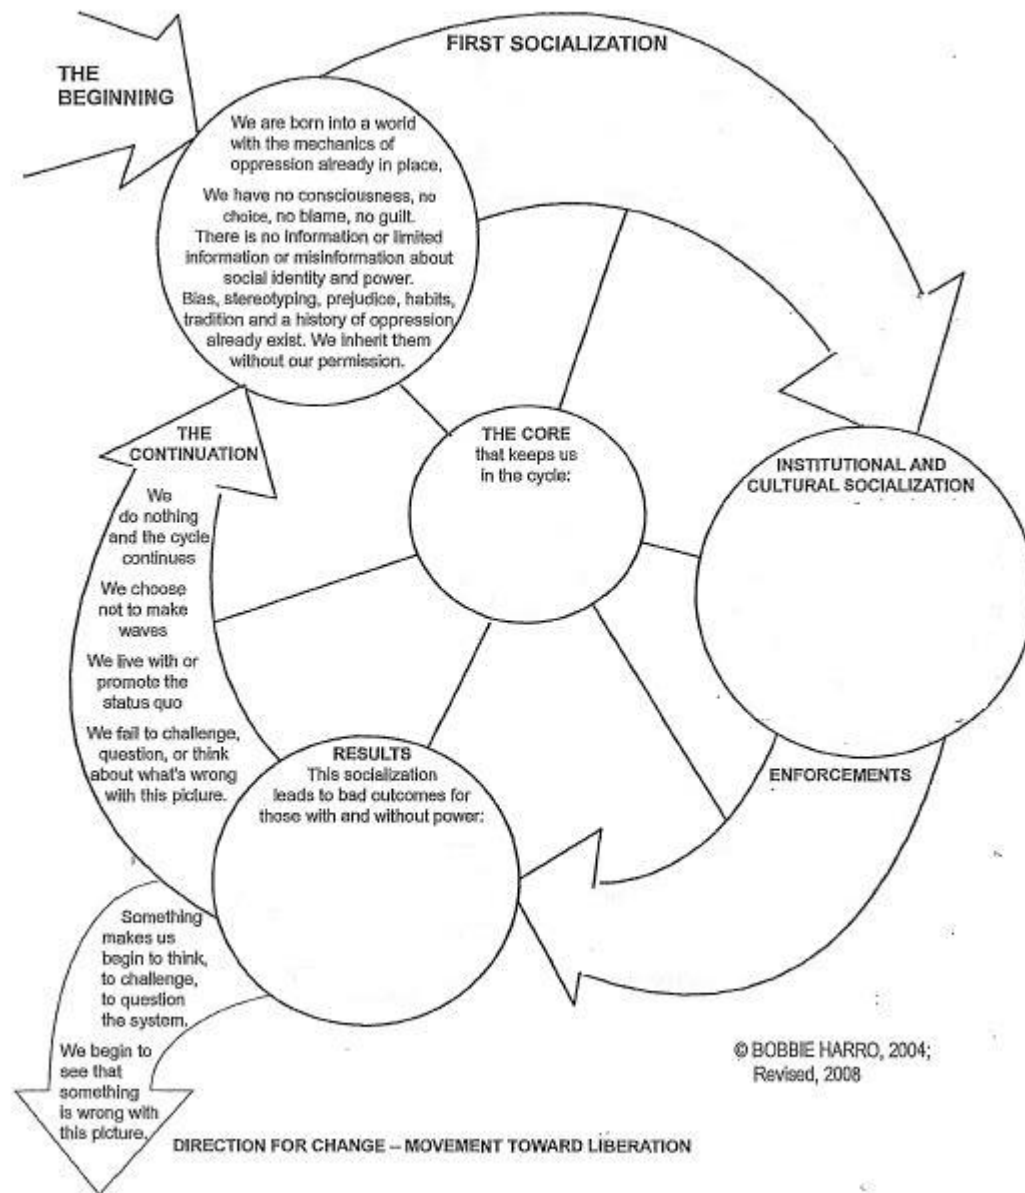 FIRST SOCIALIZATION
THE
BEGINNING
We are born into a world
with the mechanics of
oppression already in place.
We have no consciousness, no
choice, no blame, no guilt.
There is no information or limited
information or misinformation about
social identity and power.
Bias, stereotyping, prejudice, habits,
tradition and a history of oppression
already exist. We inherit them
without our permission.
THE CORE
that keeps us
in the cycle:
INSTITUTIONAL AND
CULTURAL SOCIALIZATION
ENFORCEMENTS
RESULTS
This socialization
leads to bad outcomes for
those with and without power:
THE
CONTINUATION
We
do nothing
and the cycle
continues
We choose
not to make
waves
We live with or
promote the
status quo
We fail to challenge,
question, or think
about what's wrong
with this picture.
Something
makes us
begin to think,
to challenge,
to question
the system.
We begin to
see that
something
is wrong with
this picture.
© BOBBIE HARRO, 2004;
Revised, 2008
DIRECTION FOR CHANGE – MOVEMENT TOWARD LIBERATION